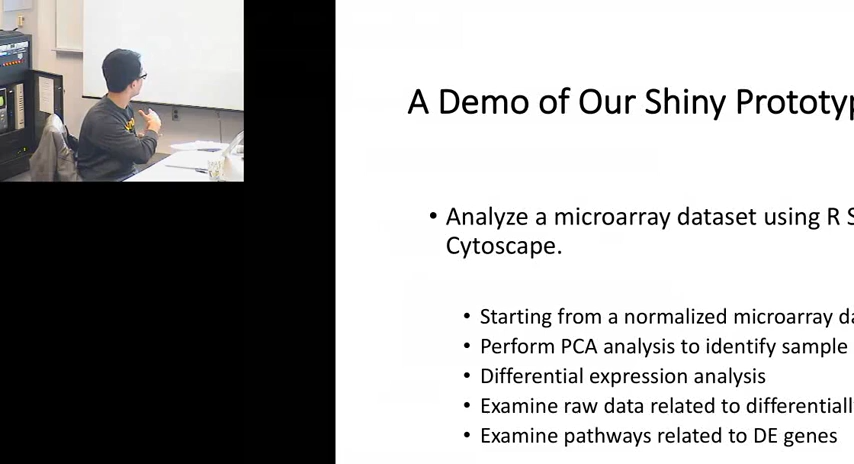 A Demo of Our Shiny Prototyp
• Analyze a microarray dataset using R S
Cytoscape.
• Starting from a normalized microarray da
• Perform PCA analysis to identify sample
• Differential expression analysis
• Examine raw data related to differentiall
• Examine pathways related to DE genes